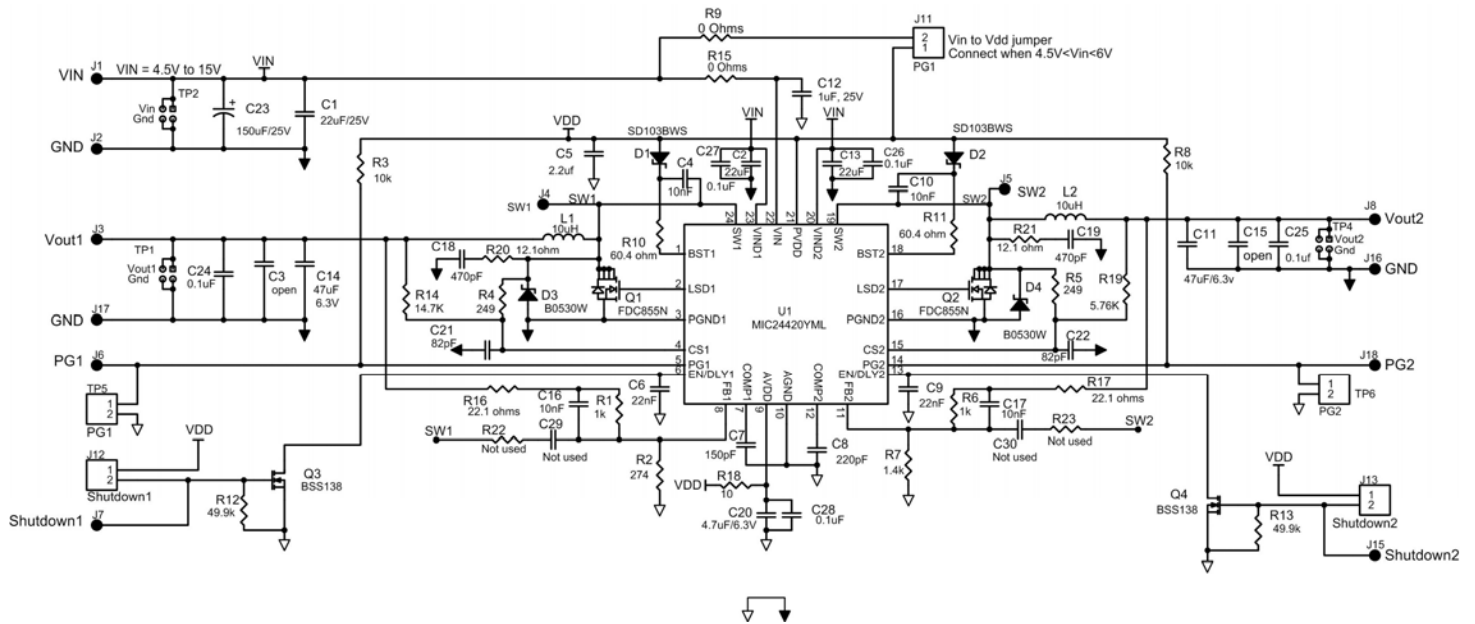 R9
0 Ohms
J11
2
1
PG1
Vin to Vdd jumper
Connect when 4.5V<Vin<6V
VIN
J1
VIN = 4.5V to 15V
VIN
R15
0 Ohms
TP2
Vin
Gnd
+
C23
150uF/25V
C1
22uF/25V
C12
1uF, 25V
J2
GND
VDD
SD103BWS
VIN
VIN
SD103BWS
R3
10k
C5
2.2uf
D1
C4
10nF
C27
0.1uF
C2
22uF
C13
22uF
C26
0.1uF
D2
C10
10nF
R8
10k
J4
SW1
SW1
J5
SW2
SW2
L1
10uH
L2
10uH
24
23
22
21
20
19
SW1
VIND1
VIN
PVDD
VIND2
SW2
R10
60.4 ohm
R11
60.4 ohm
Vout1
J3
J8
Vout2
TP1
Vout1
Gnd
C24
0.1uF
C3
open
C14
47uF
6.3V
C18
470pF
R20
12.1ohm
1
BST1
BST2
18
R21
12.1 ohm
C19
470pF
C11
47uF/6.3v
C15
open
C25
0.1uf
TP4
Vout2
Gnd
J16
GND
R14
14.7K
R4
249
D3
B0530W
Q1
FDC855N
2
LSD1
LSD2
17
Q2
FDC855N
D4
B0530W
R5
249
R19
5.76K
U1
MIC24420YML
GND
J17
3
PGND1
PGND2
16
C21
82pF
4
CS1
CS2
15
C22
82pF
PG1
J6
5
PG1
PG2
14
J18
PG2
6
EN/DLY1
EN/DLY2
13
TP5
1
2
PG1
R16
22.1 ohms
C16
10nF
R1
1k
C6
22nF
FB1
COMP1
AVDD
AGND
COMP2
FB2
8
7
9
10
12
11
C9
22nF
R6
1k
C17
10nF
R17
22.1 ohms
1
2
TP6
PG2
SW1
R22
Not used
C29
Not used
C30
Not used
R23
Not used
SW2
VDD
J12
1
2
Shutdown1
Q3
BSS138
R2
274
C7
150pF
C8
220pF
R7
1.4k
VDD
R18
10
VDD
J13
1
2
Shutdown2
Q4
BSS138
R12
49.9k
R13
49.9k
Shutdown1
J7
C20
4.7uF/6.3V
C28
0.1uF
J15
Shutdown2